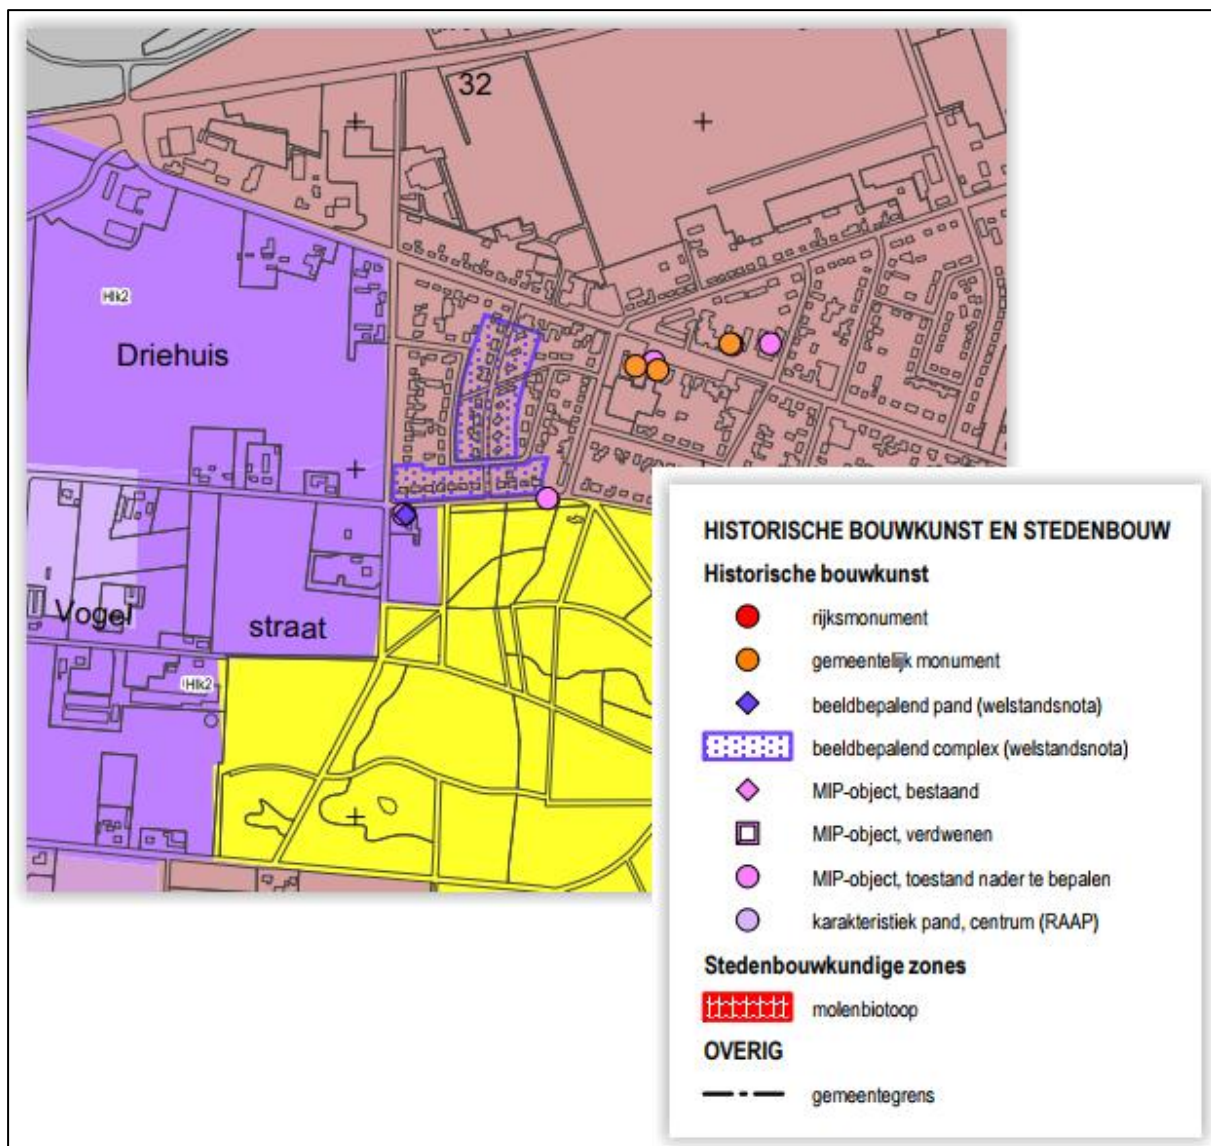 32
Hlk2
Driehuis
Vogel
straat
Hlk2
HISTORISCHE BOUWKUNST EN STEDENBOUW
Historische bouwkunst
rijksmonument
gemeentelijk monument
beeldbepalend pand (welstandsnota)
beeldbepalend complex (welstandsnota)
MIP-object, bestaand
MIP-object, verdwenen
MIP-object, toestand nader te bepalen
karakteristiek pand, centrum (RAAP)
Stedenbouwkundige zones
molenbiotoop
OVERIG
gemeentegrens